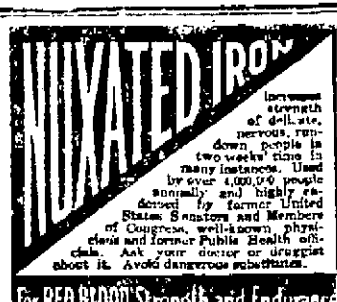 NUXATED IRON
Increases
strength
of delicate,
nervous, run-
down people in
two weeks' time in
many instances. Used
by over 4,000,000 people
annually and highly en-
dorsed by former United
States Senators and Members
of Congress, well-known physi-
cians and former Public Health offi-
cials. Ask your doctor or druggist
about it. Avoid dangerous substitutes.
For RED BLOOD Strength and Endurance